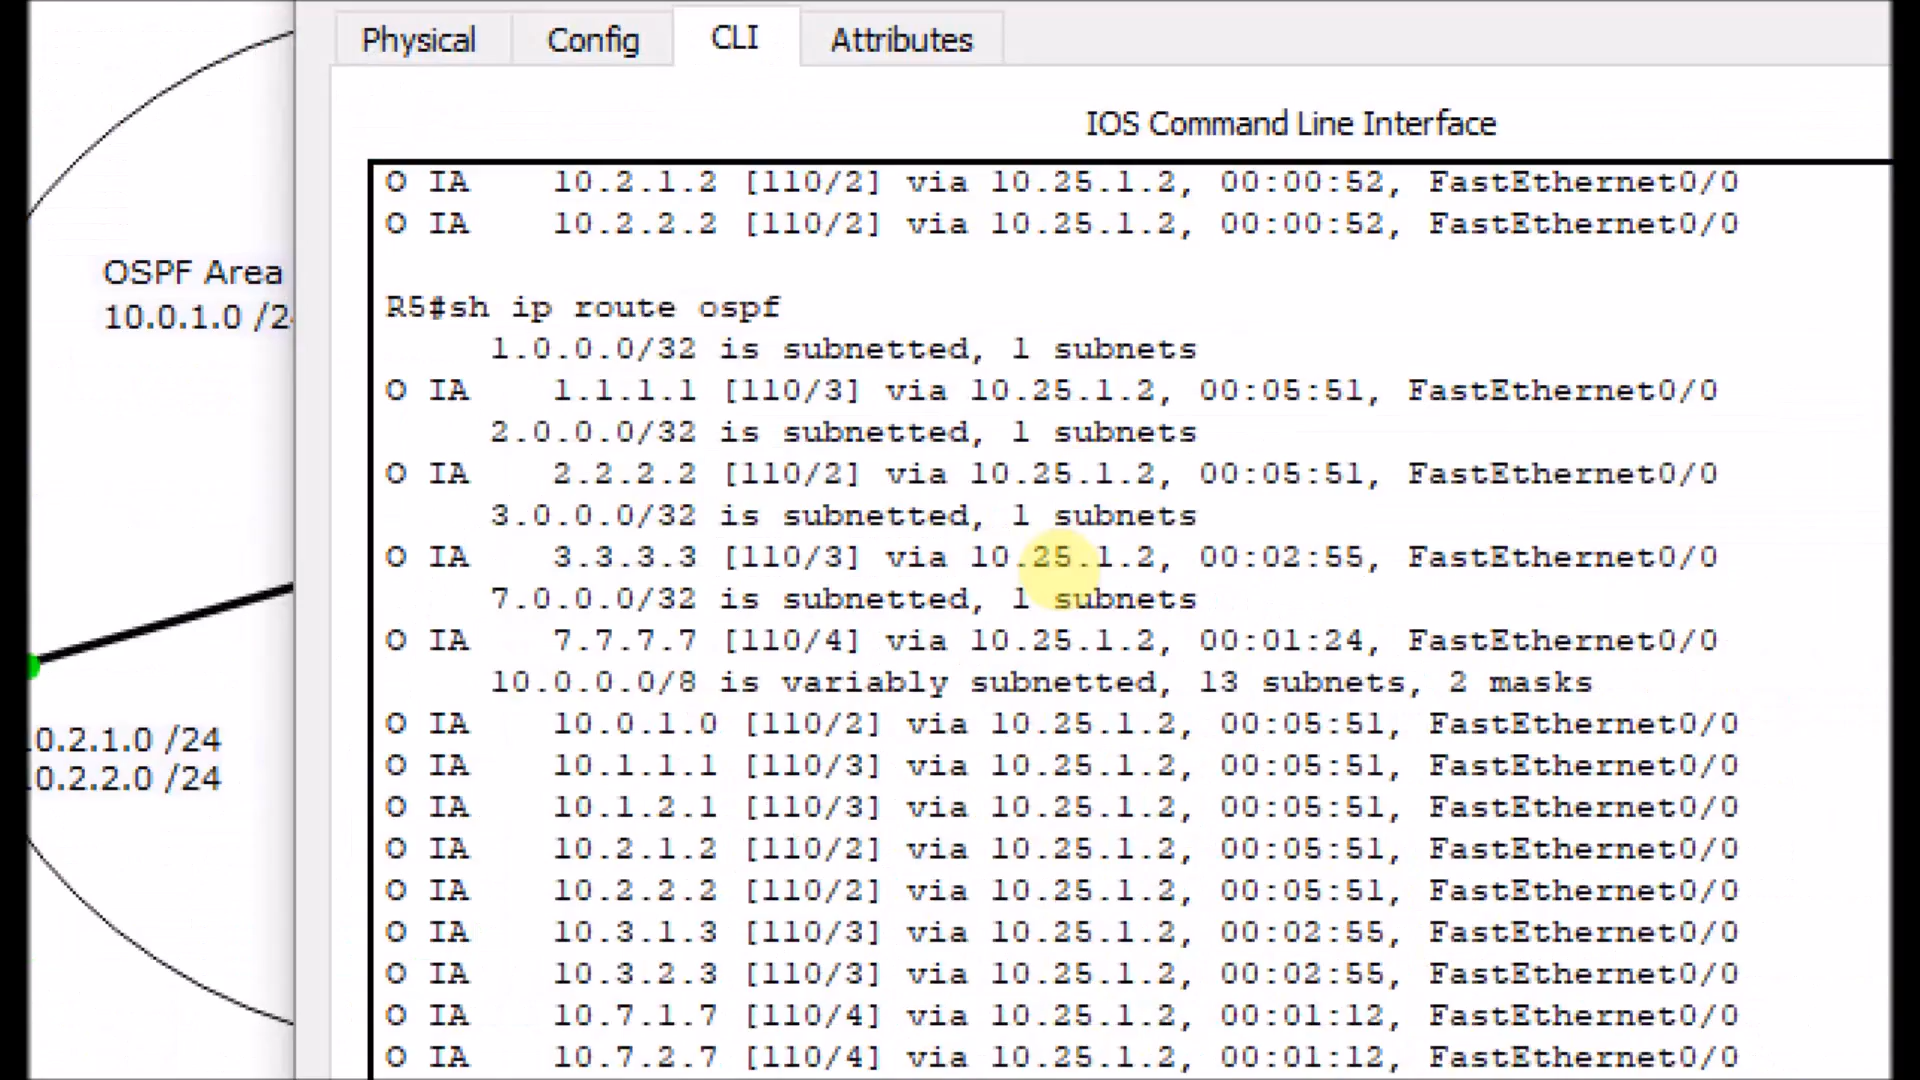 Physical
Config
CLI
Attributes
IOS Command Line Interface
O IA 10.2.1.2 [110/2] via 10.25.1.2, 00:00:52, FastEthernet0/0
O IA 10.2.2.2 [110/2] via 10.25.1.2, 00:00:52, FastEthernet0/0
R5#sh ip route ospf
1.0.0.0/32 is subnetted, 1 subnets
O IA 1.1.1.1 [110/3] via 10.25.1.2, 00:05:51, FastEthernet0/0
2.0.0.0/32 is subnetted, 1 subnets
O IA 2.2.2.2 [110/2] via 10.25.1.2, 00:05:51, FastEthernet0/0
3.0.0.0/32 is subnetted, 1 subnets
O IA 3.3.3.3 [110/3] via 10.25.1.2, 00:02:55, FastEthernet0/0
7.0.0.0/32 is subnetted, 1 subnets
O IA 7.7.7.7 [110/4] via 10.25.1.2, 00:01:24, FastEthernet0/0
10.0.0.0/8 is variably subnetted, 13 subnets, 2 masks
O IA 10.0.1.0 [110/2] via 10.25.1.2, 00:05:51, FastEthernet0/0
O IA 10.1.1.1 [110/3] via 10.25.1.2, 00:05:51, FastEthernet0/0
O IA 10.1.2.1 [110/3] via 10.25.1.2, 00:05:51, FastEthernet0/0
O IA 10.2.1.2 [110/2] via 10.25.1.2, 00:05:51, FastEthernet0/0
O IA 10.2.2.2 [110/2] via 10.25.1.2, 00:05:51, FastEthernet0/0
O IA 10.3.1.3 [110/3] via 10.25.1.2, 00:02:55, FastEthernet0/0
O IA 10.3.2.3 [110/3] via 10.25.1.2, 00:02:55, FastEthernet0/0
O IA 10.7.1.7 [110/4] via 10.25.1.2, 00:01:12, FastEthernet0/0
O IA 10.7.2.7 [110/4] via 10.25.1.2, 00:01:12, FastEthernet0/0
OSPF Area
10.0.1.0 /2
0.2.1.0 /24
0.2.2.0 /24